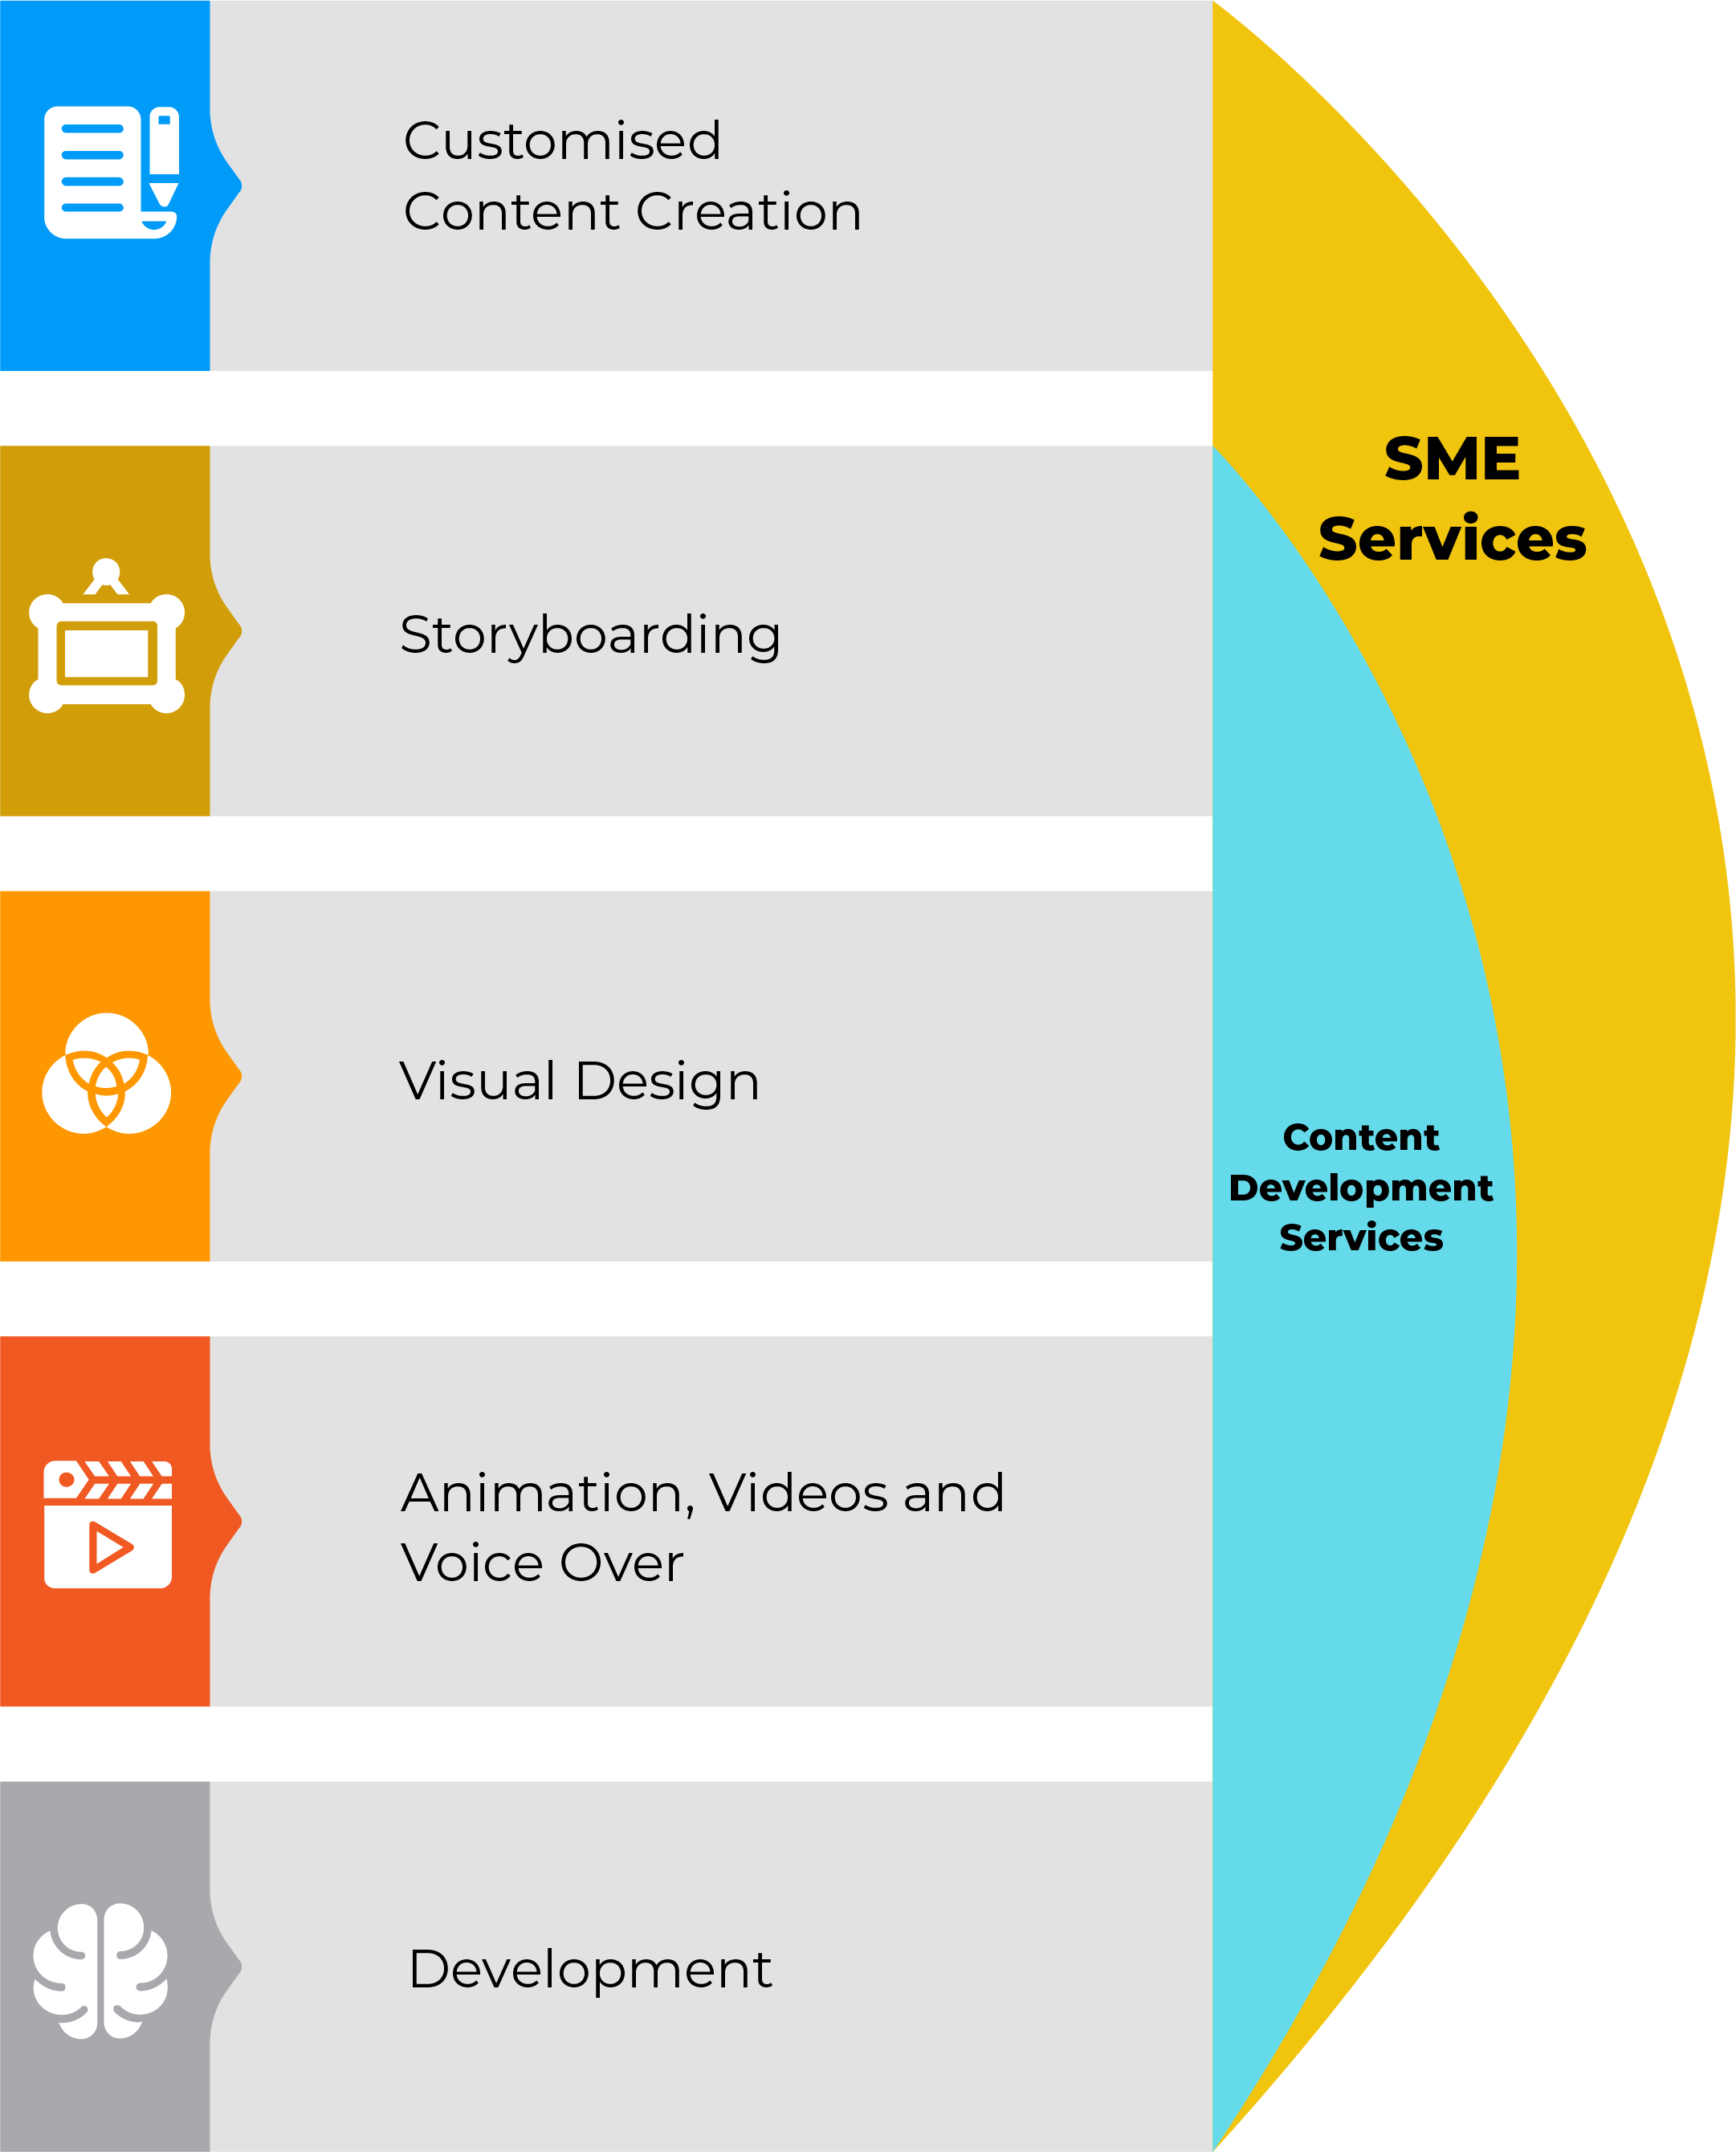 Customised
Content Creation
SME
Services
Storyboarding
Visual Design
Content
Development
Services
Animation, Videos and
Voice Over
Development